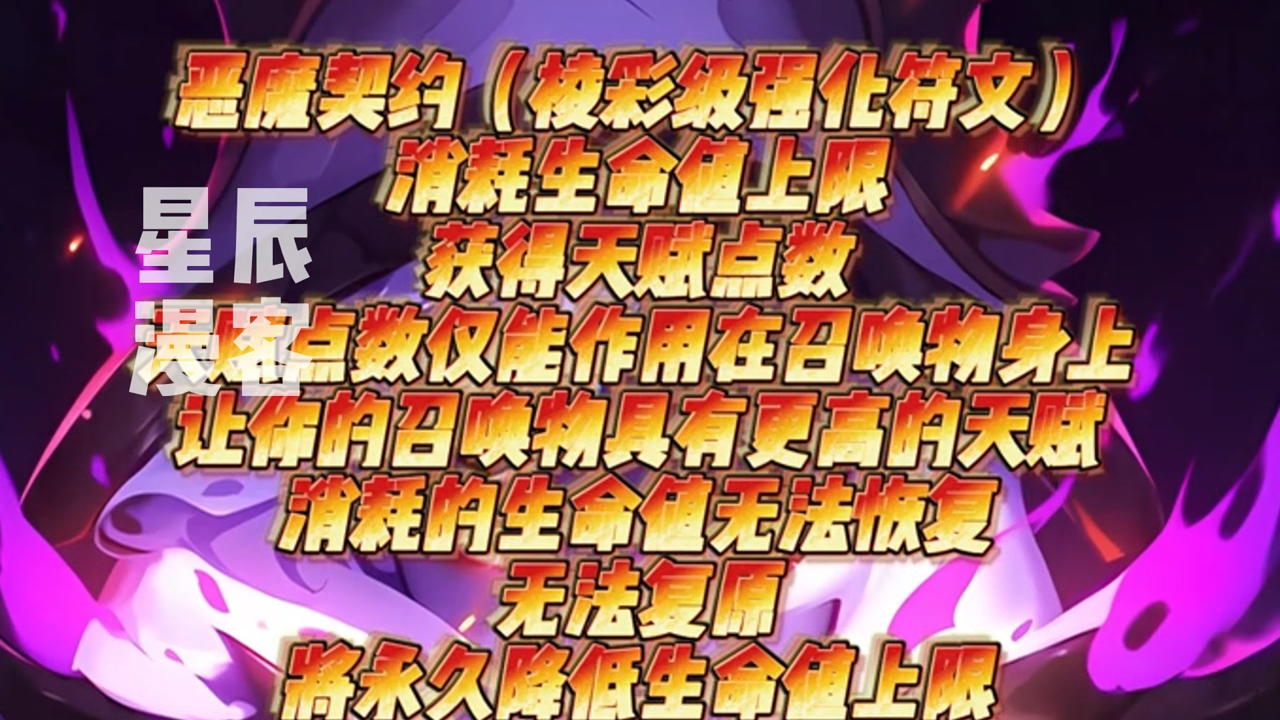 恶魔契约（棱彩级强化符文）
消耗生命值上限
获得天赋点数
星辰
漫客
点数仅能作用在召唤物身上
让你的召唤物具有更高的天赋
消耗的生命值无法恢复
无法复原
将永久降低生命值上限